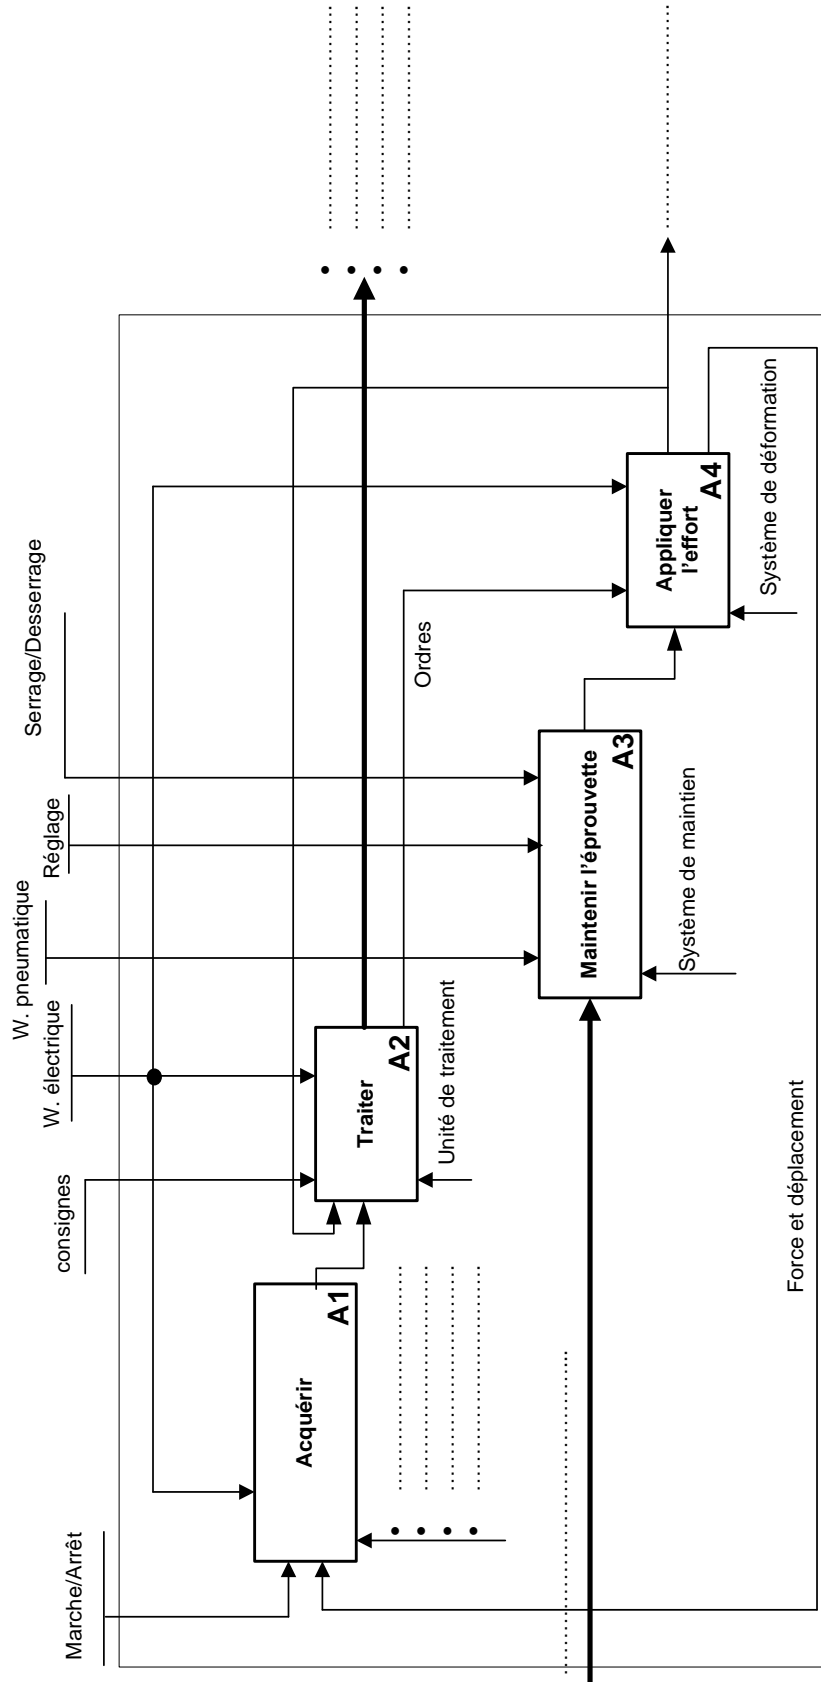 Marche/Arrêt
consignes
W. électrique
W. pneumatique
Réglage
Serrage/Desserrage
Acquérir
A1
Traiter
A2
Unité de traitement
Ordres
Maintenir l'éprouvette
A3
Système de maintien
Appliquer
l'effort
A4
Système de déformation
Force et déplacement